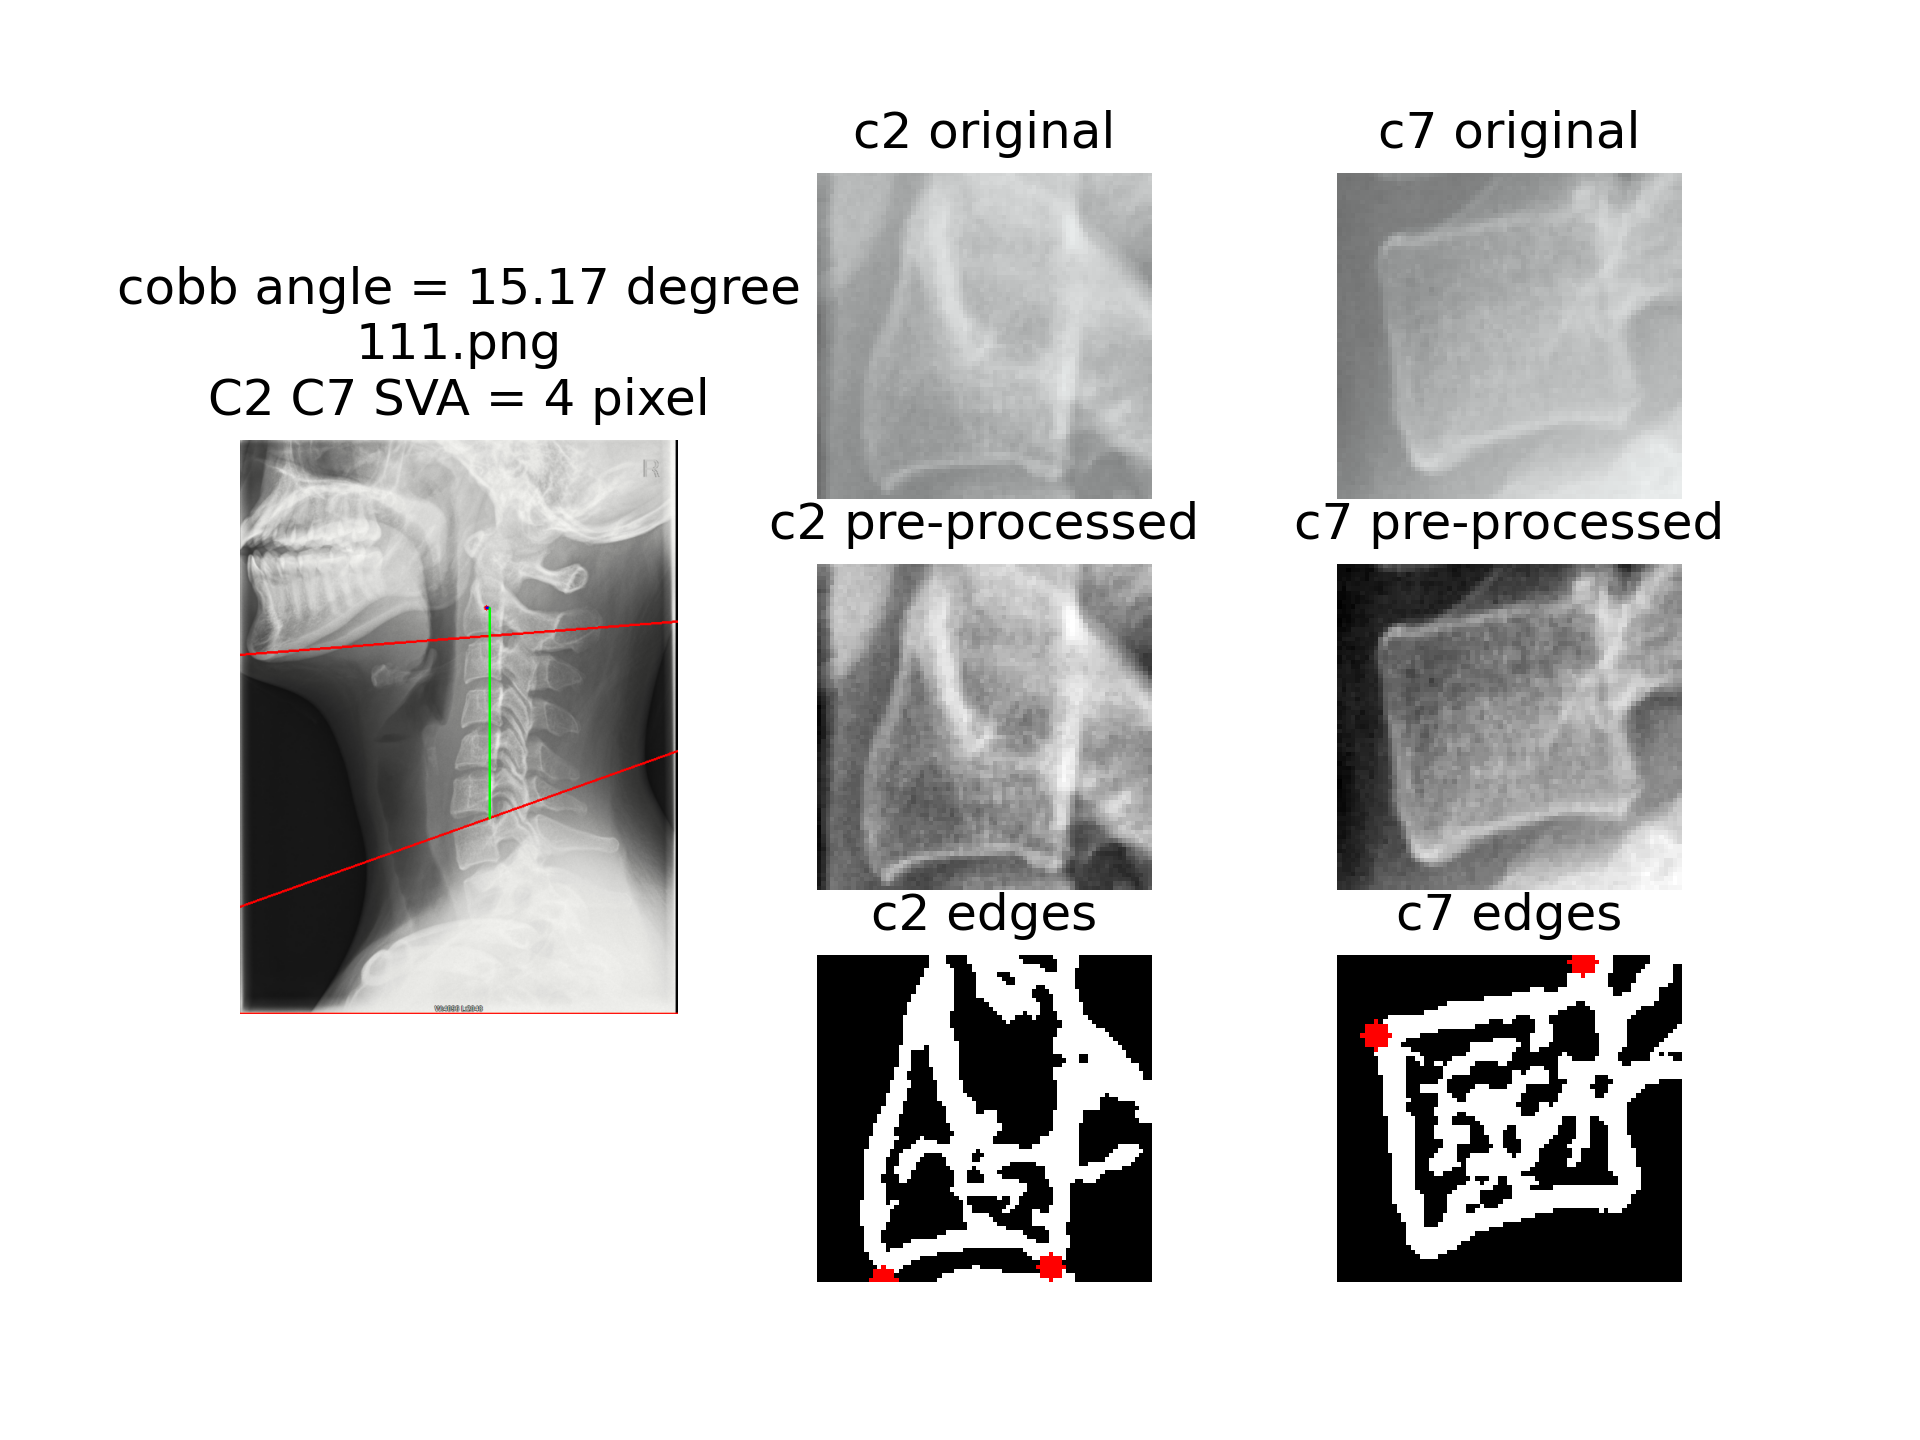 cobb angle = 15.17 degree
111.png
C2 C7 SVA = 4 pixel
c2 original
c7 original
c2 pre-processed
c7 pre-processed
c2 edges
c7 edges